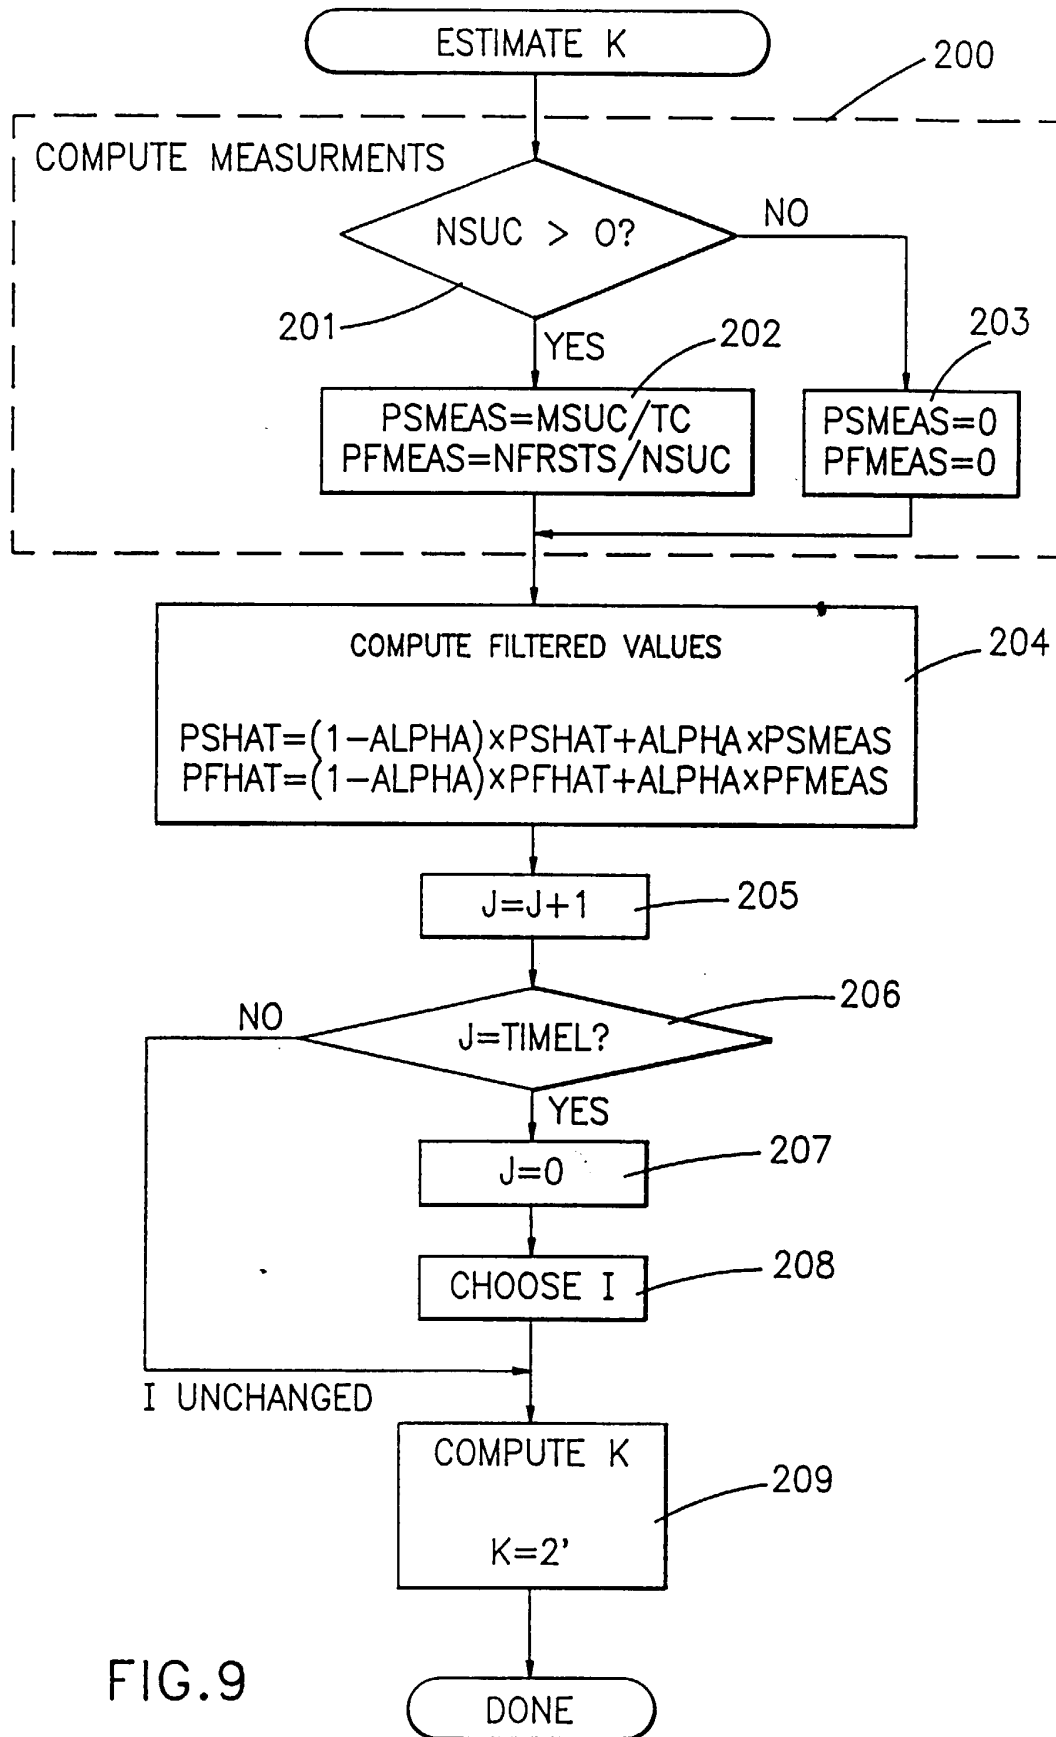 ESTIMATE K
200
COMPUTE MEASURMENTS
NSUC > 0?
NO
201
YES
202
203
PSMEAS=MSUC/TC
PFMEAS=NFRSTS/NSUC
PSMEAS=0
PFMEAS=0
COMPUTE FILTERED VALUES
204
PSHAT=(1-ALPHA)×PSHAT+ALPHA×PSMEAS
PFHAT=(1-ALPHA)×PFHAT+ALPHA×PFMEAS
J=J+1
205
NO
J=TIMEL?
206
YES
J=0
207
CHOOSE I
208
I UNCHANGED
COMPUTE K
209
K=2'
FIG.9
DONE